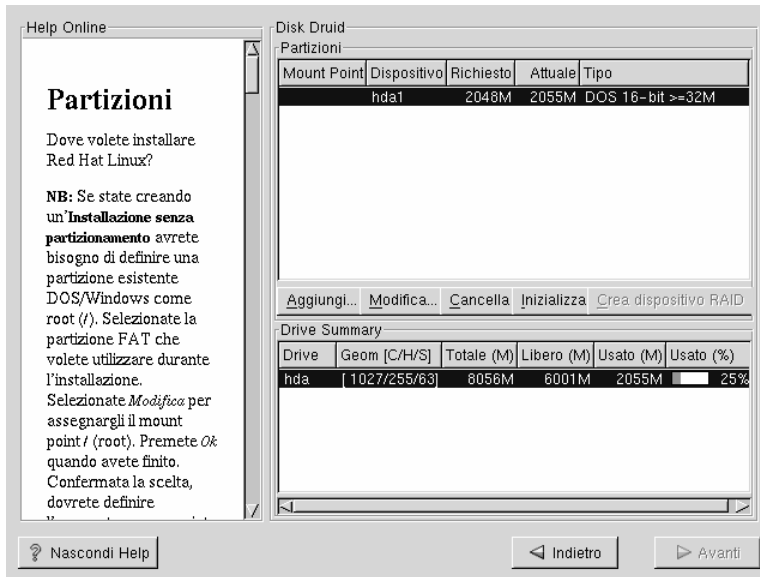 Help Online
Partizioni
Dove volete installare
Red Hat Linux?
NB: Se state creando
un'Installazione senza
partizionamento avrete
bisogno di definire una
partizione esistente
DOS/Windows come
root (/). Selezionate la
partizione FAT che
volete utilizzare durante
l'installazione.
Selezionate Modifica per
assegnargli il mount
point / (root). Premete Ok
quando avete finito.
Confermata la scelta,
dovrete definire
Disk Druid
Partizioni
Mount Point Dispositivo Richiesto Attuale Tipo
hda1 2048M 2055M DOS 16-bit >=32M
Aggiungi... Modifica... Cancella Inizializza Crea dispositivo RAID
Drive Summary
Drive Geom [C/H/S] Totale (M) Libero (M) Usato (M) Usato (%)
hda [ 1027/255/63] 8056M 6001M 2055M 25%
Nascondi Help
Indietro
Avanti